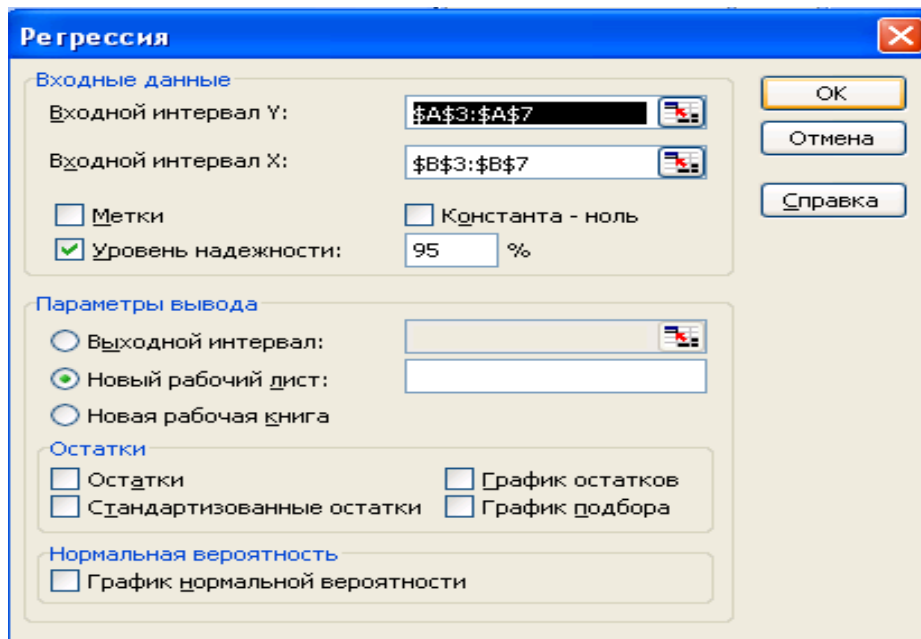 Регрессия
Входные данные
Входной интервал Y: $A$3:$A$7
Входной интервал X: $B$3:$B$7
Метки Константа - ноль
Уровень надежности: 95 %
OK
Отмена
Справка
Параметры вывода
Выходной интервал:
Новый рабочий лист:
Новая рабочая книга
Остатки
Остатки График остатков
Стандартизованные остатки График подбора
Нормальная вероятность
График нормальной вероятности